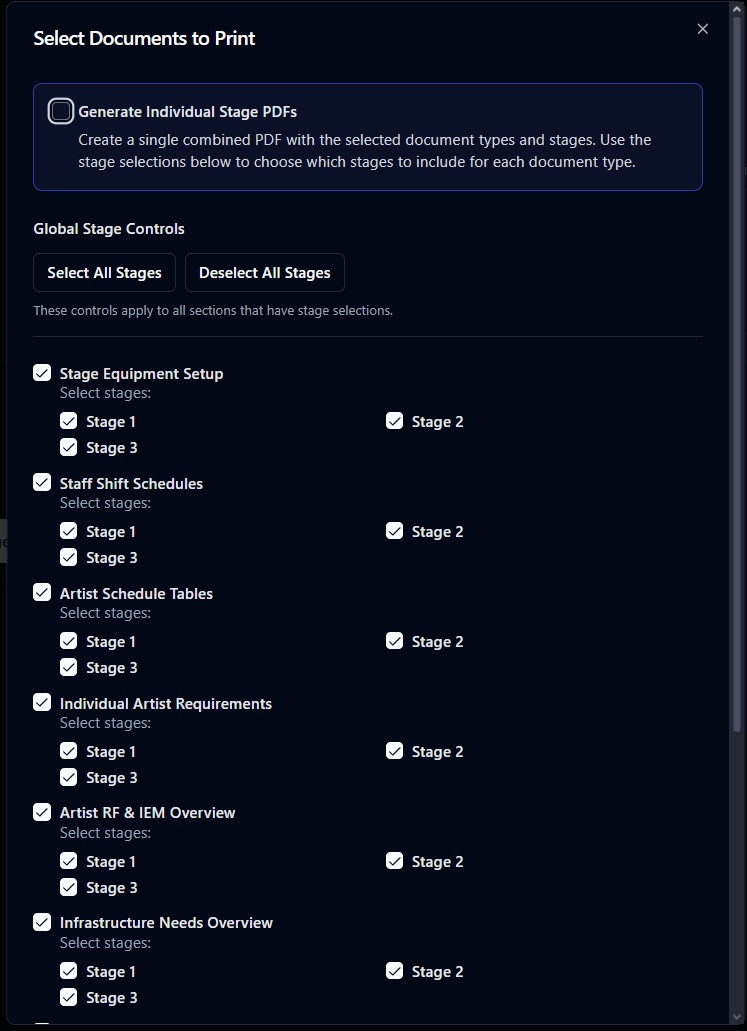 Select Documents to Print
Generate Individual Stage PDFs
Create a single combined PDF with the selected document types and stages. Use the
stage selections below to choose which stages to include for each document type.
Global Stage Controls
Select All Stages Deselect All Stages
These controls apply to all sections that have stage selections.
Stage Equipment Setup
Select stages:
Stage 1 Stage 2
Stage 3
Staff Shift Schedules
Select stages:
Stage 1 Stage 2
Stage 3
Artist Schedule Tables
Select stages:
Stage 1 Stage 2
Stage 3
Individual Artist Requirements
Select stages:
Stage 1 Stage 2
Stage 3
Artist RF & IEM Overview
Select stages:
Stage 1 Stage 2
Stage 3
Infrastructure Needs Overview
Select stages:
Stage 1 Stage 2
Stage 3